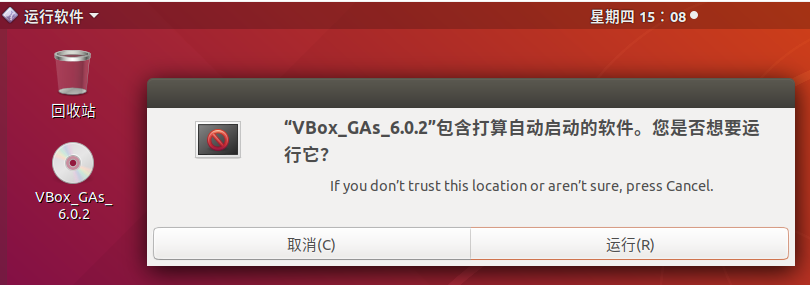 运行软件
星期四 15：08
回收站
VBox_GAs_
6.0.2
“VBox_GAs_6.0.2”包含打算自动启动的软件。您是否想要运
行它？
If you don’t trust this location or aren’t sure, press Cancel.
取消(C)
运行(R)